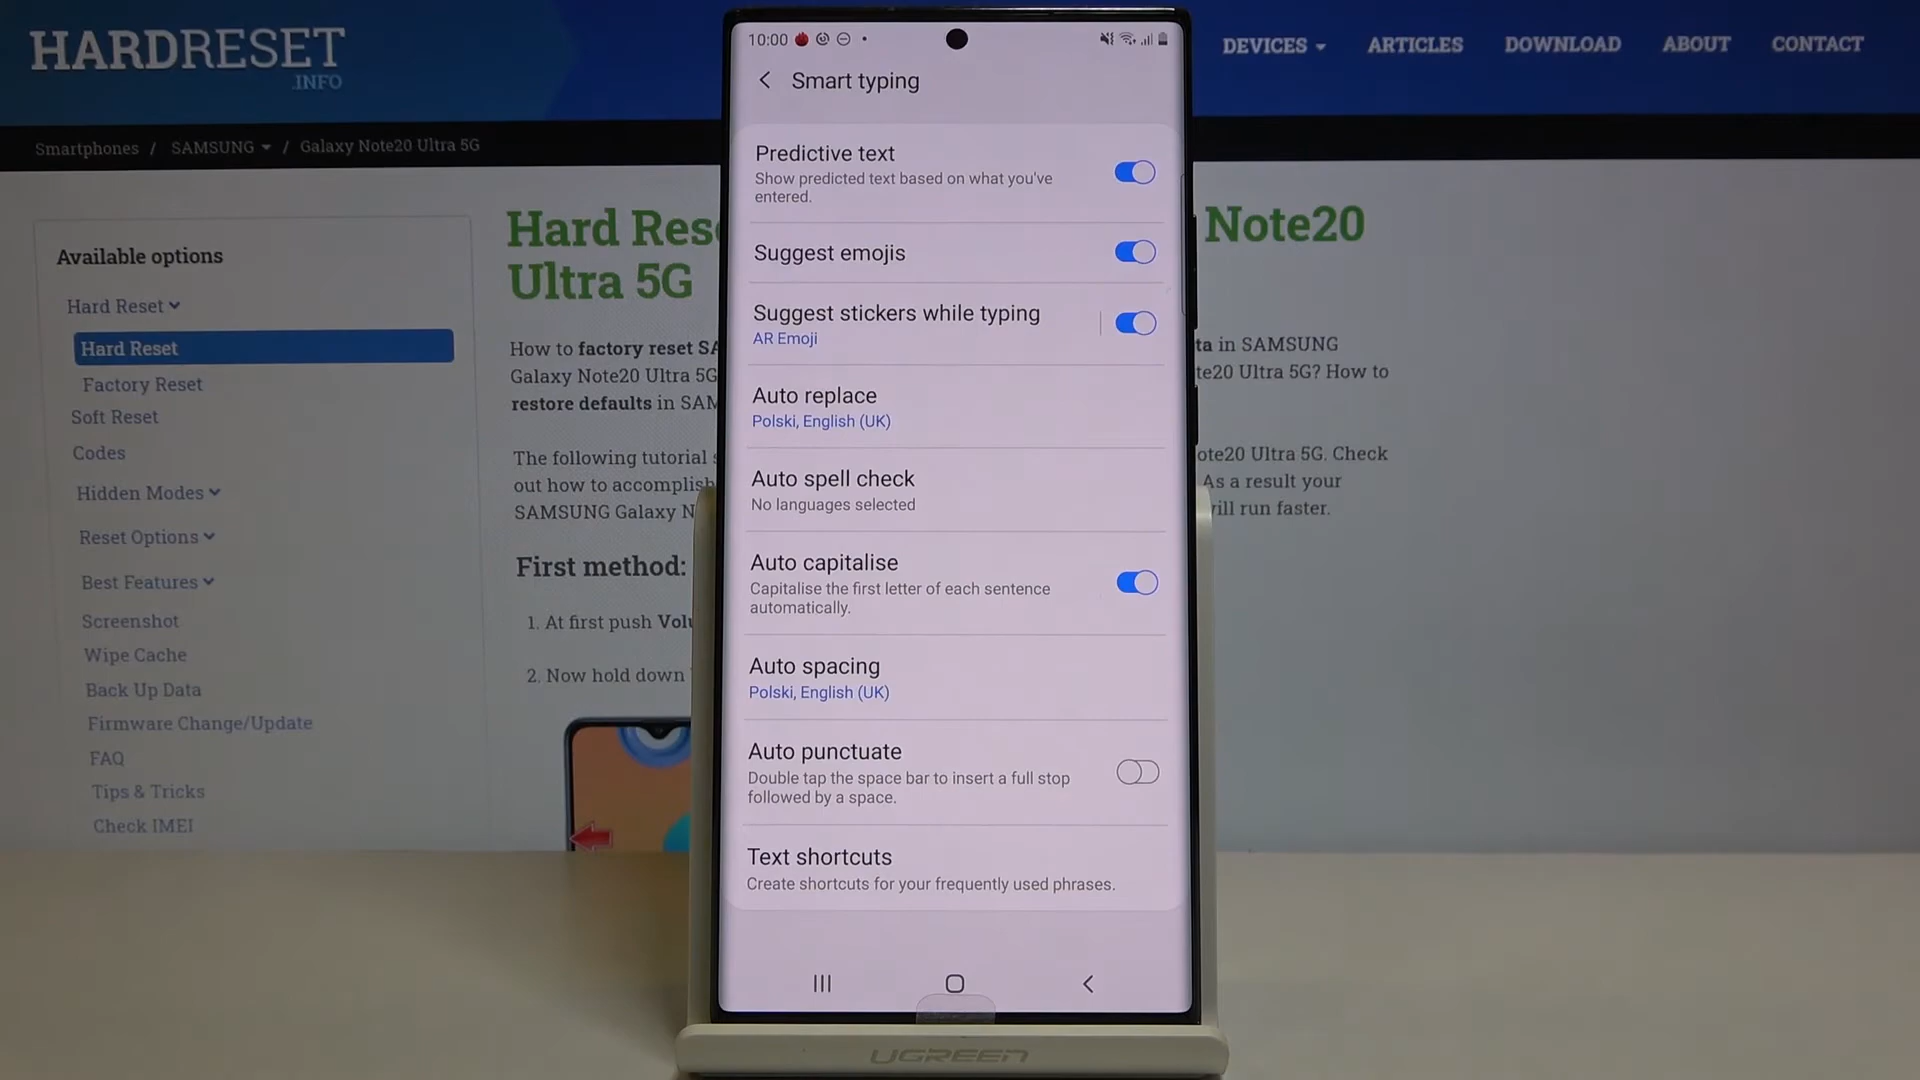 HARDRESET
.INFO
DEVICES
ARTICLES
DOWNLOAD
ABOUT
CONTACT
Smartphones / SAMSUNG / Galaxy Note20 Ultra 5G
Available options
Hard Reset
Hard Reset
Factory Reset
Soft Reset
Codes
Hidden Modes
Reset Options
Best Features
Screenshot
Wipe Cache
Back Up Data
Firmware Change/Update
FAQ
Tips & Tricks
Check IMEI
Hard Res
Note20
Ultra 5G
How to factory reset SA
ta in SAMSUNG
Galaxy Note20 Ultra 5G
te20 Ultra 5G? How to
restore defaults in SAM
The following tutorial
ote20 Ultra 5G. Check
out how to accomplish
As a result your
SAMSUNG Galaxy N
ill run faster.
First method:
1. At first push Volu
2. Now hold down
10:00
Smart typing
Predictive text
Show predicted text based on what you've
entered.
Suggest emojis
Suggest stickers while typing
AR Emoji
Auto replace
Polski, English (UK)
Auto spell check
No languages selected
Auto capitalise
Capitalise the first letter of each sentence
automatically.
Auto spacing
Polski, English (UK)
Auto punctuate
Double tap the space bar to insert a full stop
followed by a space.
Text shortcuts
Create shortcuts for your frequently used phrases.
UGREEN